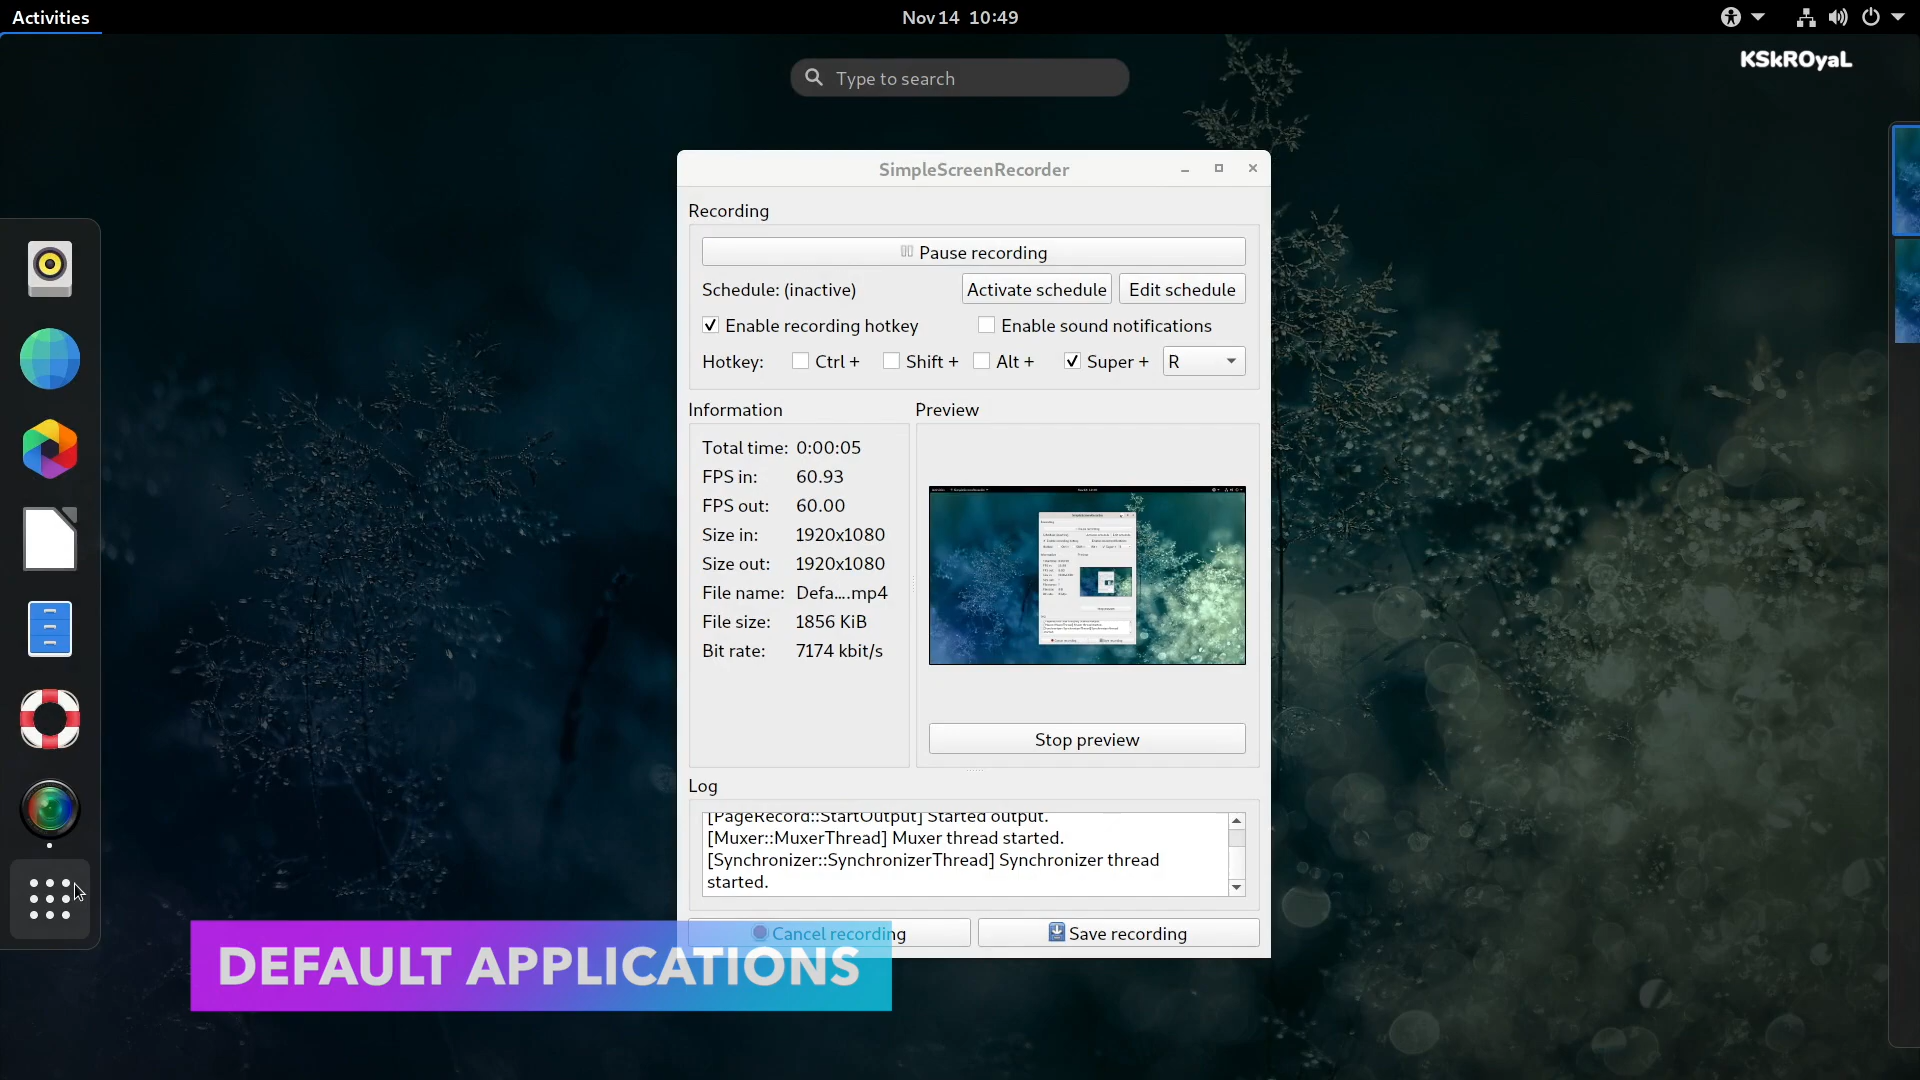 Activities
Nov 14 10:49
KSkROyaL
Type to search
SimpleScreenRecorder
Recording
Pause recording
Schedule: (inactive)
Activate schedule
Edit schedule
Enable recording hotkey
Enable sound notifications
Hotkey:
Ctrl +
Shift +
Alt +
Super +
R
Information
Preview
Total time: 0:00:05
FPS in: 60.93
FPS out: 60.00
Size in: 1920x1080
Size out: 1920x1080
File name: Defa....mp4
File size: 1856 KiB
Bit rate: 7174 kbit/s
Stop preview
Log
[PageRecord::StartOutput] Started output.
[Muxer::MuxerThread] Muxer thread started.
[Synchronizer::SynchronizerThread] Synchronizer thread
started.
Cancel recording
Save recording
DEFAULT APPLICATIONS